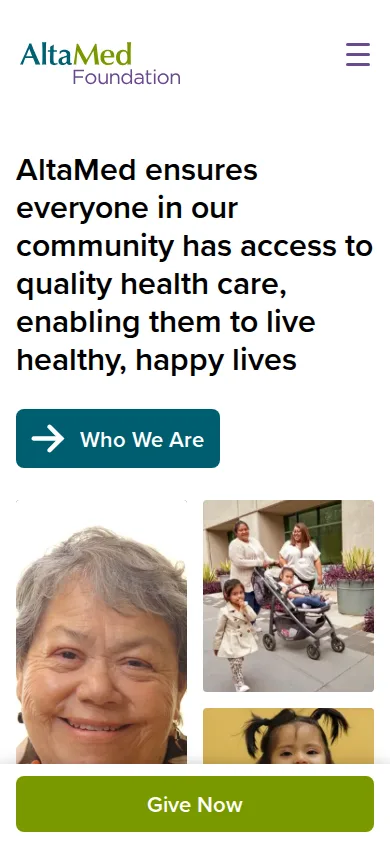 AltaMed
Foundation
AltaMed ensures
everyone in our
community has access to
quality health care,
enabling them to live
healthy, happy lives
Who We Are
Give Now